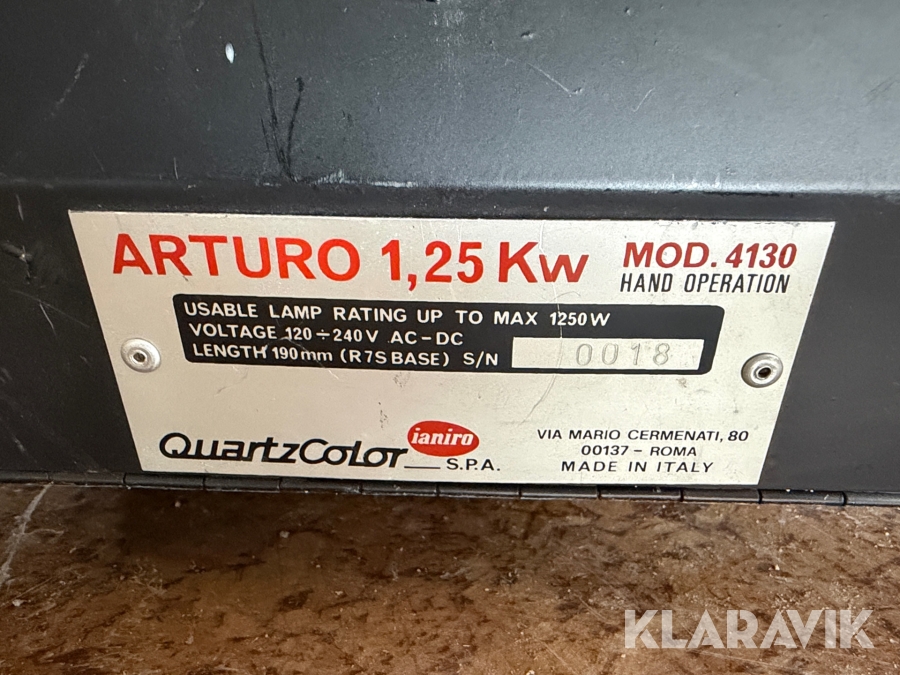 ARTURO 1,25 Kw
MOD. 4130
HAND OPERATION
USABLE LAMP RATING UP TO MAX 1250W
VOLTAGE 120÷240V AC-DC
LENGTH 190mm (R7S BASE) S/N 0018
QuartzColor ianiro S.P.A.
VIA MARIO CERMENATI, 80
00137 - ROMA
MADE IN ITALY
KLARAVIK